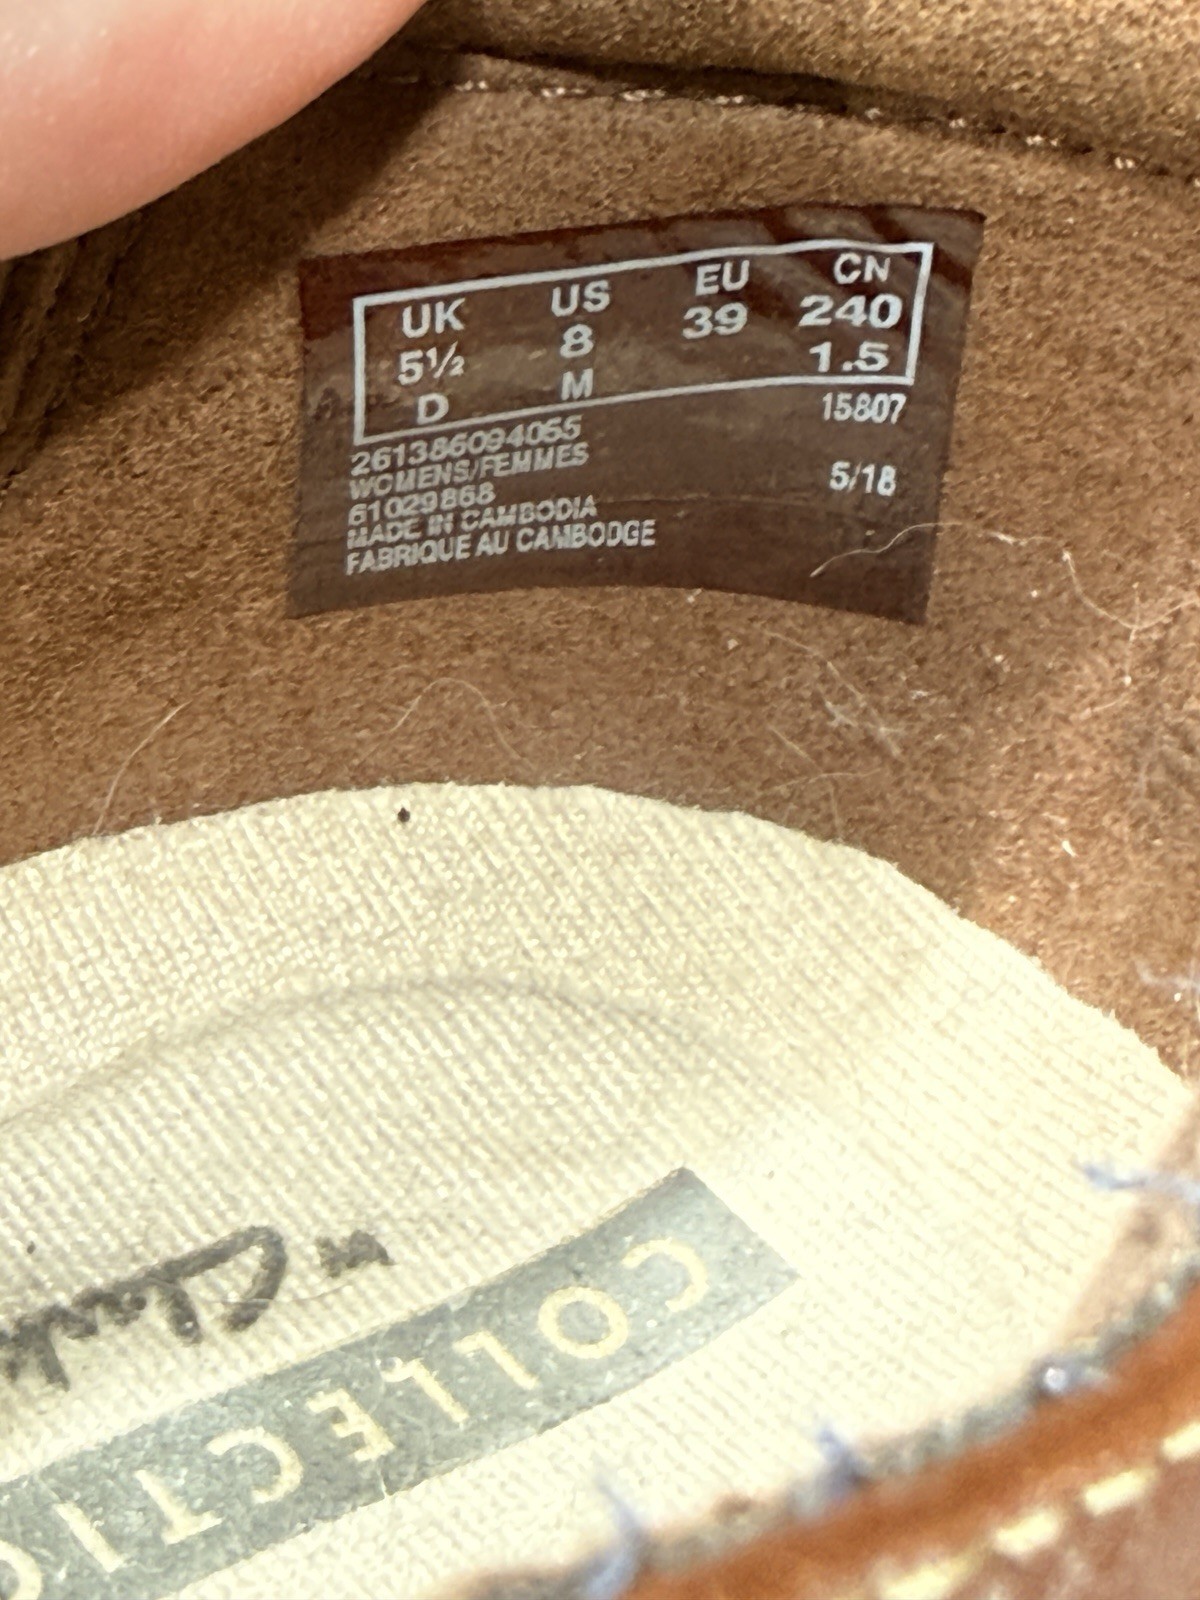 UK US EU CN
5½ 8 39 240
D M 1.5
261386094055 15807
WOMENS/FEMMES
61029868 5/18
MADE IN CAMBODIA
FABRIQUE AU CAMBODGE
COLLECTIO